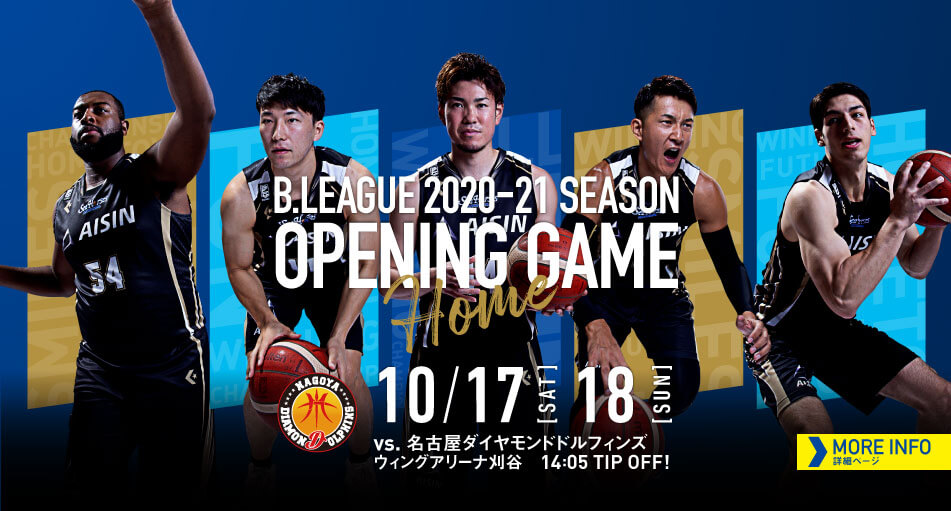 B.LEAGUE 2020-21 SEASON
OPENING GAME
Home
AISIN
54
AISIN
NAGOYA
DIAMOND DOLPHINS
10/17[SAT] 18[SUN]
vs. 名古屋ダイヤモンドドルフィンズ
ウィングアリーナ刈谷 14:05 TIP OFF!
MORE INFO
詳細ページ